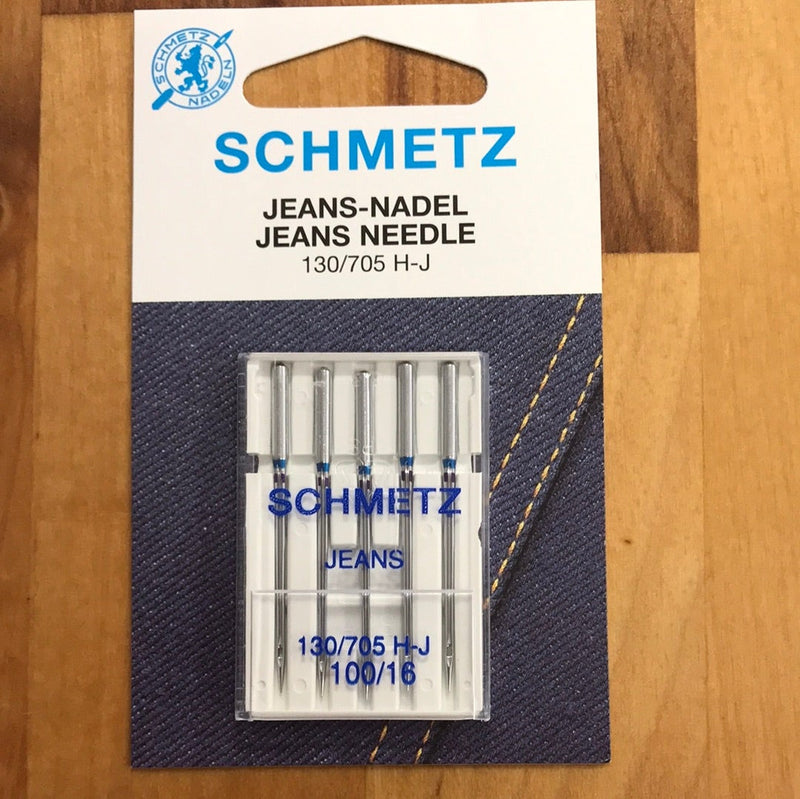 SCHMETZ
NADELN
SCHMETZ
JEANS-NADEL
JEANS NEEDLE
130/705 H-J
SCHMETZ
JEANS
130/705 H-J
100/16